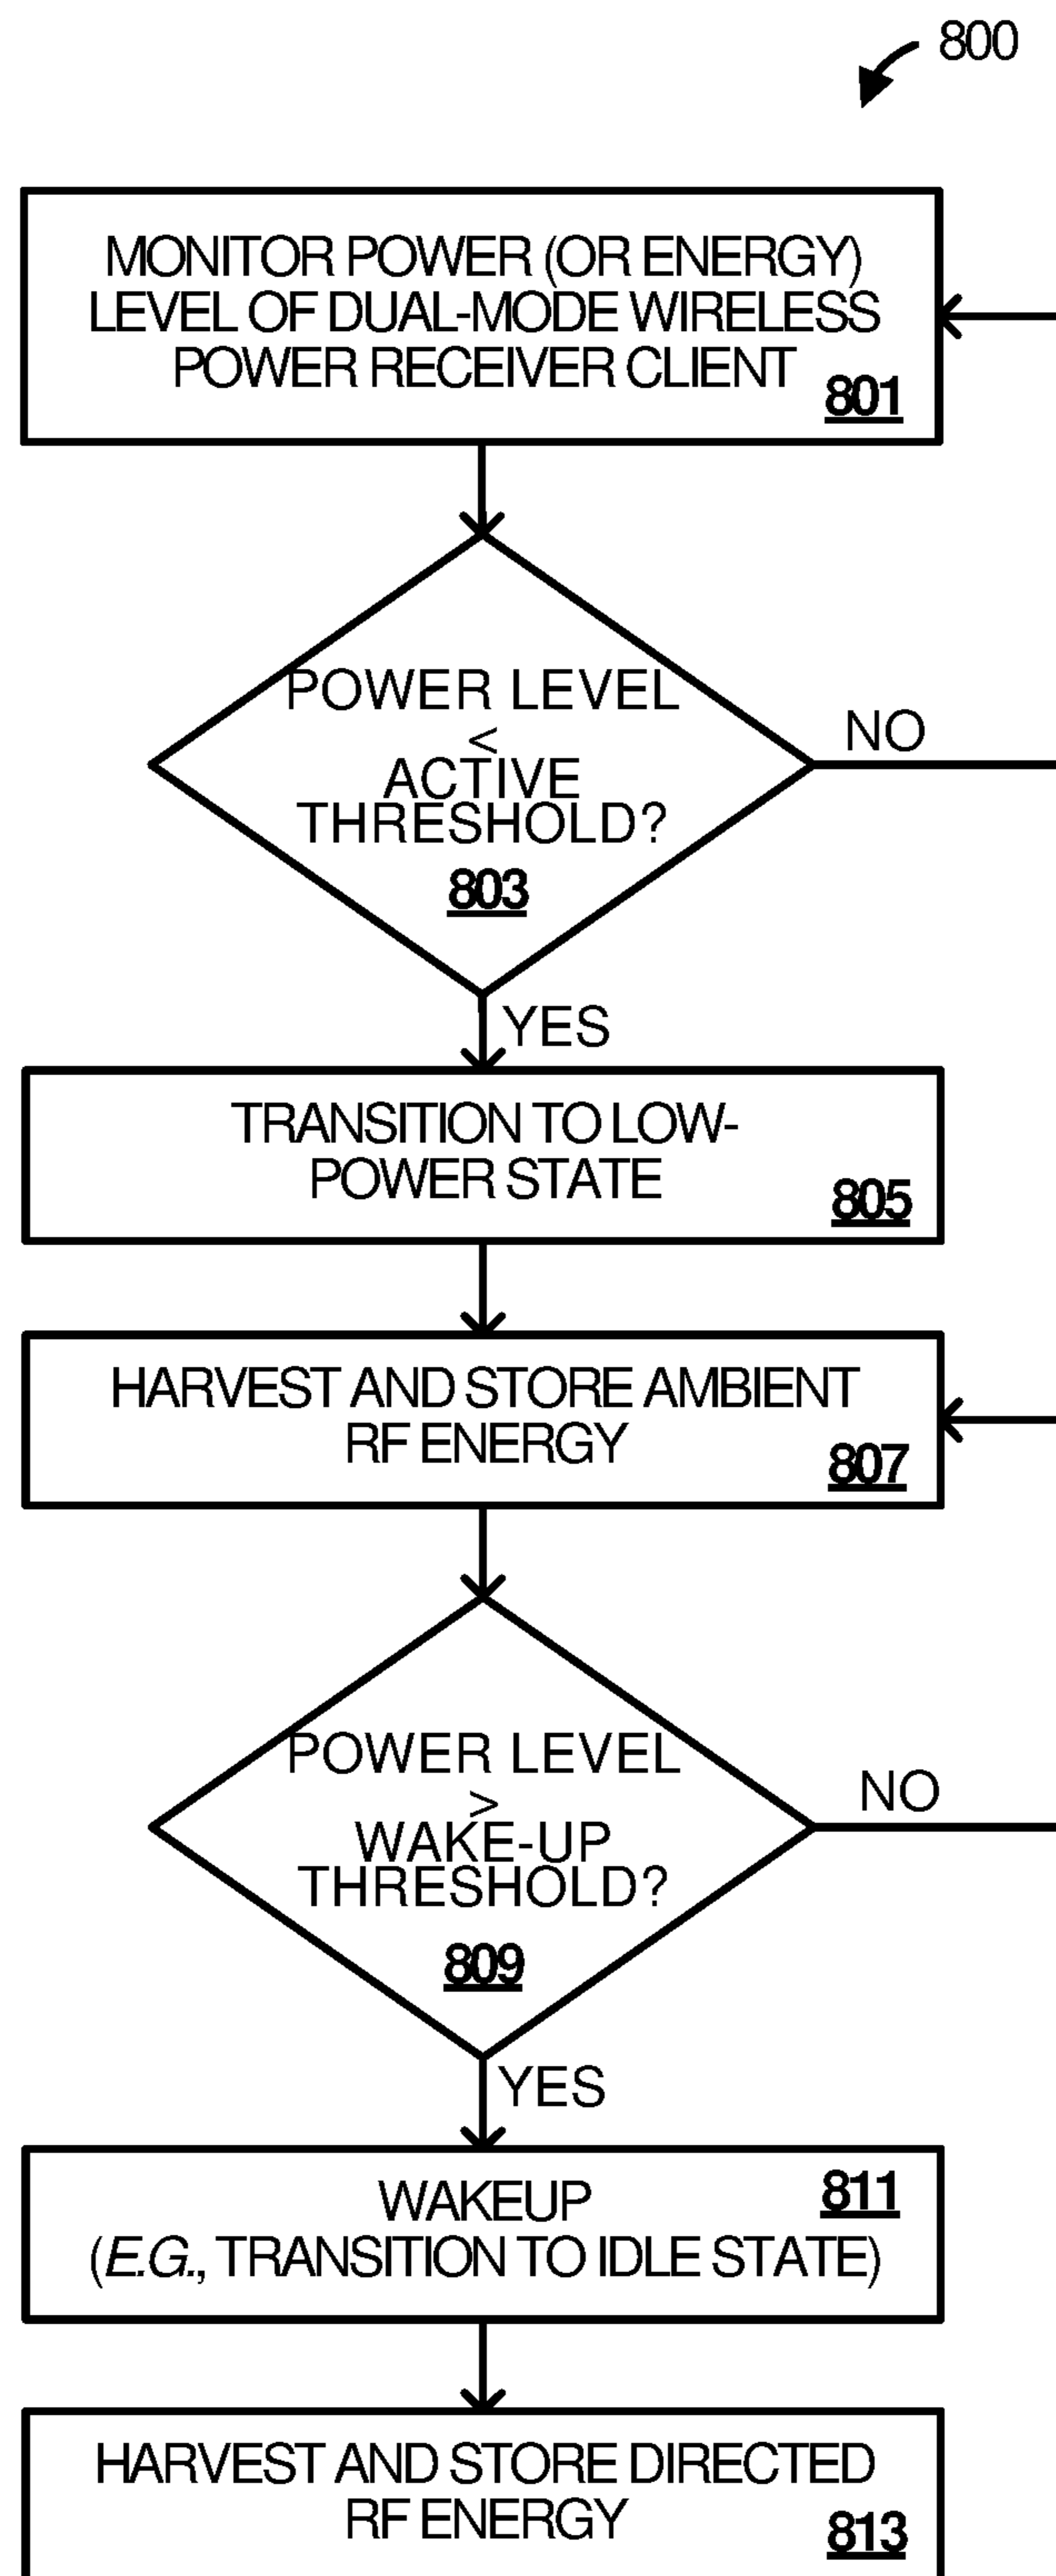 800
MONITOR POWER (OR ENERGY)
LEVEL OF DUAL-MODE WIRELESS
POWER RECEIVER CLIENT
801
POWER LEVEL
<
ACTIVE
THRESHOLD?
803
NO
YES
TRANSITION TO LOW-
POWER STATE
805
HARVEST AND STORE AMBIENT
RF ENERGY
807
POWER LEVEL
>
WAKE-UP
THRESHOLD?
809
NO
YES
WAKEUP
811
(E.G., TRANSITION TO IDLE STATE)
HARVEST AND STORE DIRECTED
RF ENERGY
813